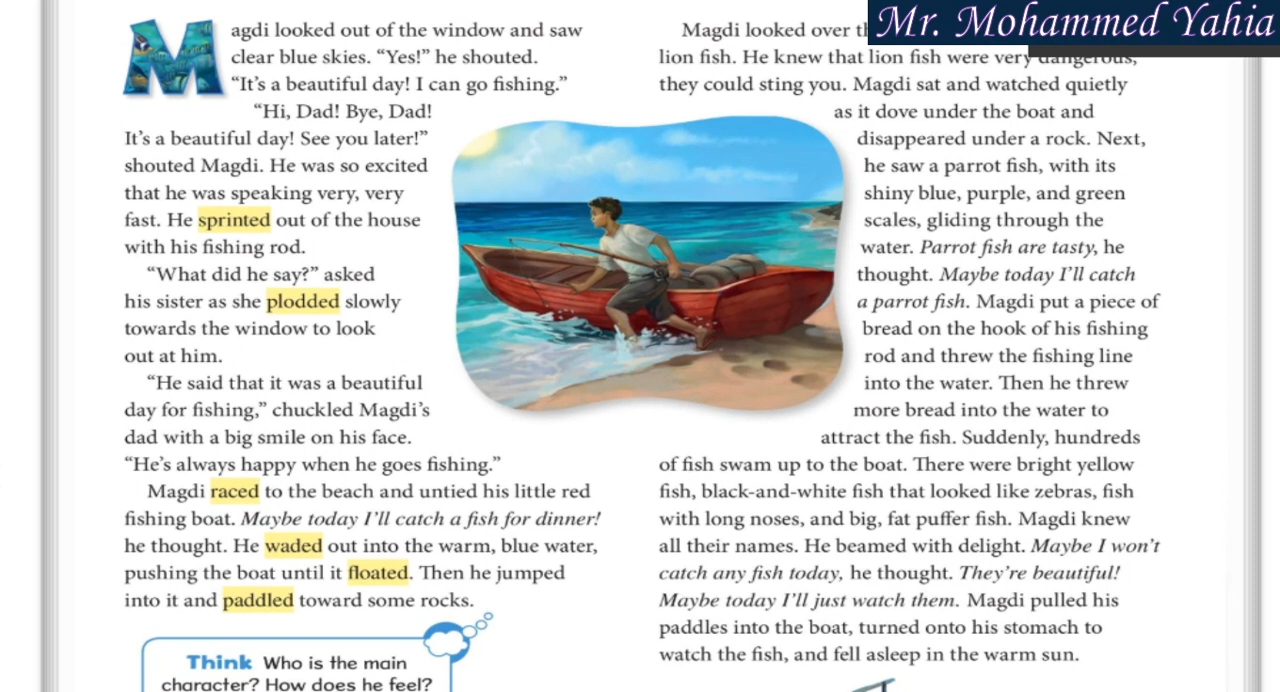 Mr. Mohammed Yahia
Magdi looked out of the window and saw
clear blue skies. “Yes!” he shouted.
“It’s a beautiful day! I can go fishing.”
“Hi, Dad! Bye, Dad!
It’s a beautiful day! See you later!”
shouted Magdi. He was so excited
that he was speaking very, very
fast. He sprinted out of the house
with his fishing rod.
“What did he say?” asked
his sister as she plodded slowly
towards the window to look
out at him.
“He said that it was a beautiful
day for fishing,” chuckled Magdi’s
dad with a big smile on his face.
“He’s always happy when he goes fishing.”
Magdi raced to the beach and untied his little red
fishing boat. Maybe today I’ll catch a fish for dinner!
he thought. He waded out into the warm, blue water,
pushing the boat until it floated. Then he jumped
into it and paddled toward some rocks.
Think Who is the main
character? How does he feel?
Magdi looked over
lion fish. He knew that lion fish were very dangerous,
they could sting you. Magdi sat and watched quietly
as it dove under the boat and
disappeared under a rock. Next,
he saw a parrot fish, with its
shiny blue, purple, and green
scales, gliding through the
water. Parrot fish are tasty, he
thought. Maybe today I’ll catch
a parrot fish. Magdi put a piece of
bread on the hook of his fishing
rod and threw the fishing line
into the water. Then he threw
more bread into the water to
attract the fish. Suddenly, hundreds
of fish swam up to the boat. There were bright yellow
fish, black-and-white fish that looked like zebras, fish
with long noses, and big, fat puffer fish. Magdi knew
all their names. He beamed with delight. Maybe I won’t
catch any fish today, he thought. They’re beautiful!
Maybe today I’ll just watch them. Magdi pulled his
paddles into the boat, turned onto his stomach to
watch the fish, and fell asleep in the warm sun.